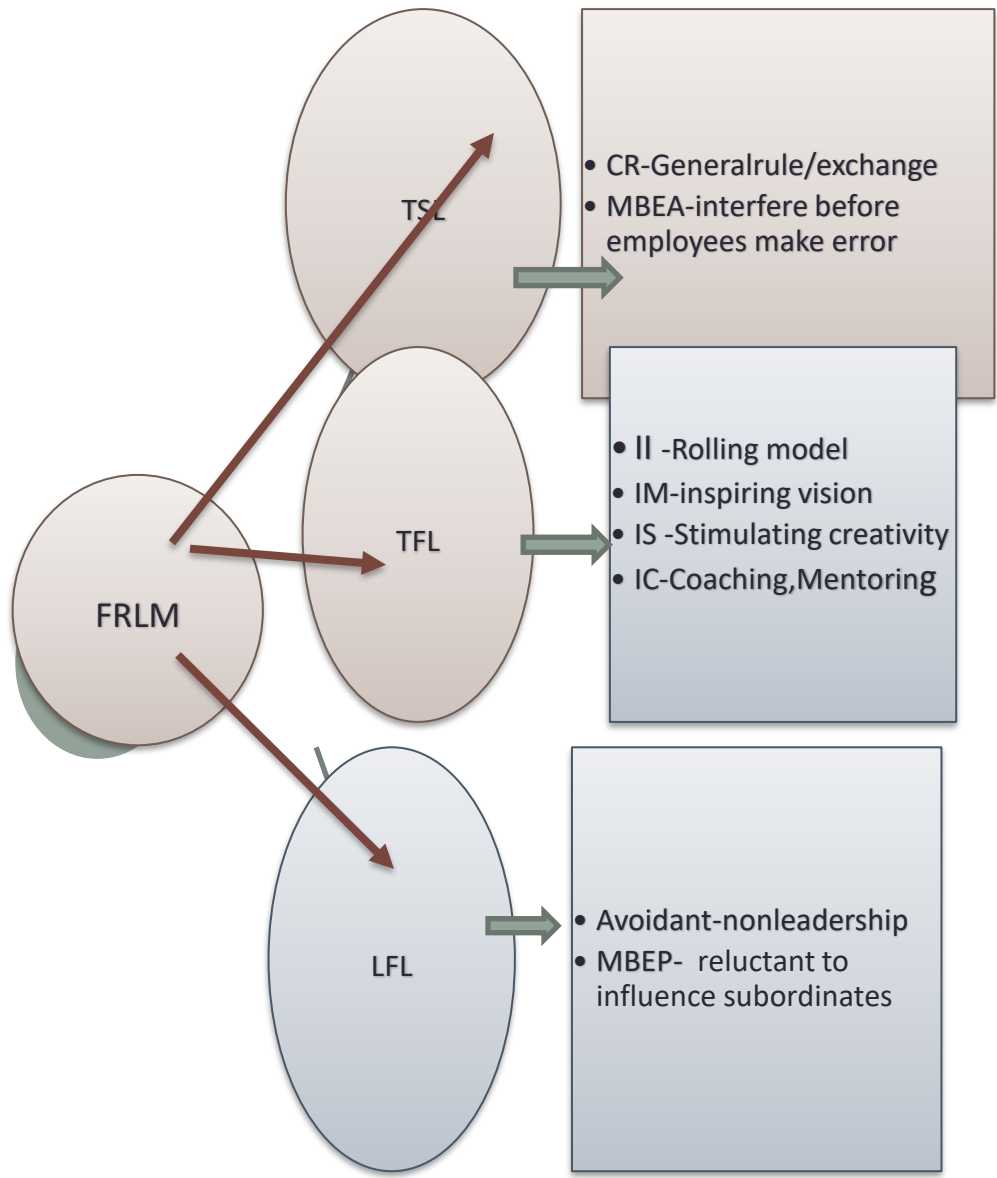 TSL
• CR-Generalrule/exchange
• MBEA-interfere before
employees make error
FRLM
TFL
• II -Rolling model
• IM-inspiring vision
• IS -Stimulating creativity
• IC-Coaching,Mentoring
LFL
• Avoidant-nonleadership
• MBEP- reluctant to
influence subordinates